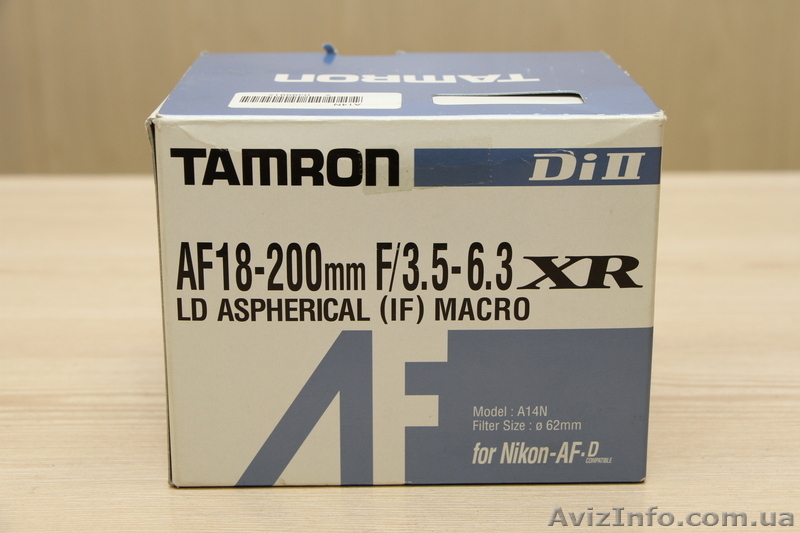 TAMRON
A14N
TAMRON Di II
AF18-200mm F/3.5-6.3 XR
LD ASPHERICAL (IF) MACRO
AF
Model : A14N
Filter Size : ø 62mm
for Nikon-AF·D
COMPATIBLE
AvizInfo.com.ua